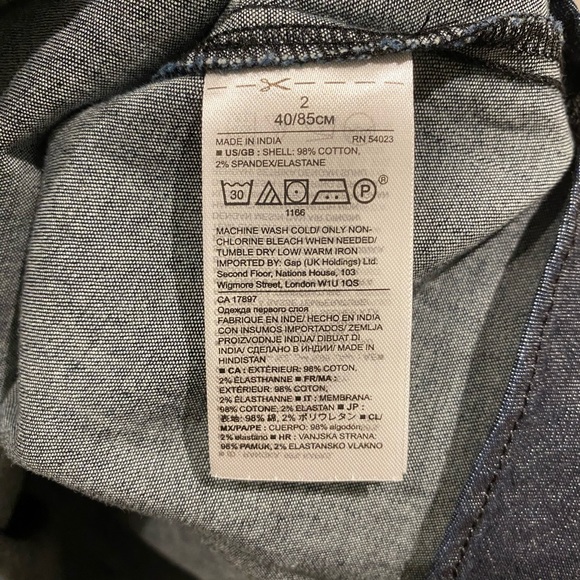 2
40/85CM
MADE IN INDIA RN 54023
■ US/GB : SHELL: 98% COTTON,
2% SPANDEX/ELASTANE
30 P ®
1166
MACHINE WASH COLD/ ONLY NON-
CHLORINE BLEACH WHEN NEEDED/
TUMBLE DRY LOW/ WARM IRON
IMPORTED BY: Gap (UK Holdings) Ltd.
Second Floor, Nations House, 103
Wigmore Street, London W1U 1QS
CA 17897
Одежда первого слоя
FABRIQUE EN INDE/ HECHO EN INDIA
CON INSUMOS IMPORTADOS/ ZEMLJA
PROIZVODNJE INDIJA/ DIBUAT DI
INDIA/ СДЕЛАНО В ИНДИИ/ MADE IN
HINDISTAN
■ CA : EXTÉRIEUR: 98% COTON,
2% ÉLASTHANNE ■ FR/MA :
EXTÉRIEUR: 98% COTON,
2% ÉLASTHANNE ■ IT : MEMBRANA:
98% COTONE, 2% ELASTAN ■ JP :
表地: 98% 綿, 2% ポリウレタン ■ CL/
MX/PA/PE : CUERPO: 98% algodón,
2% elastano ■ HR : VANJSKA STRANA:
98% PAMUK, 2% ELASTANSKO VLAKNO